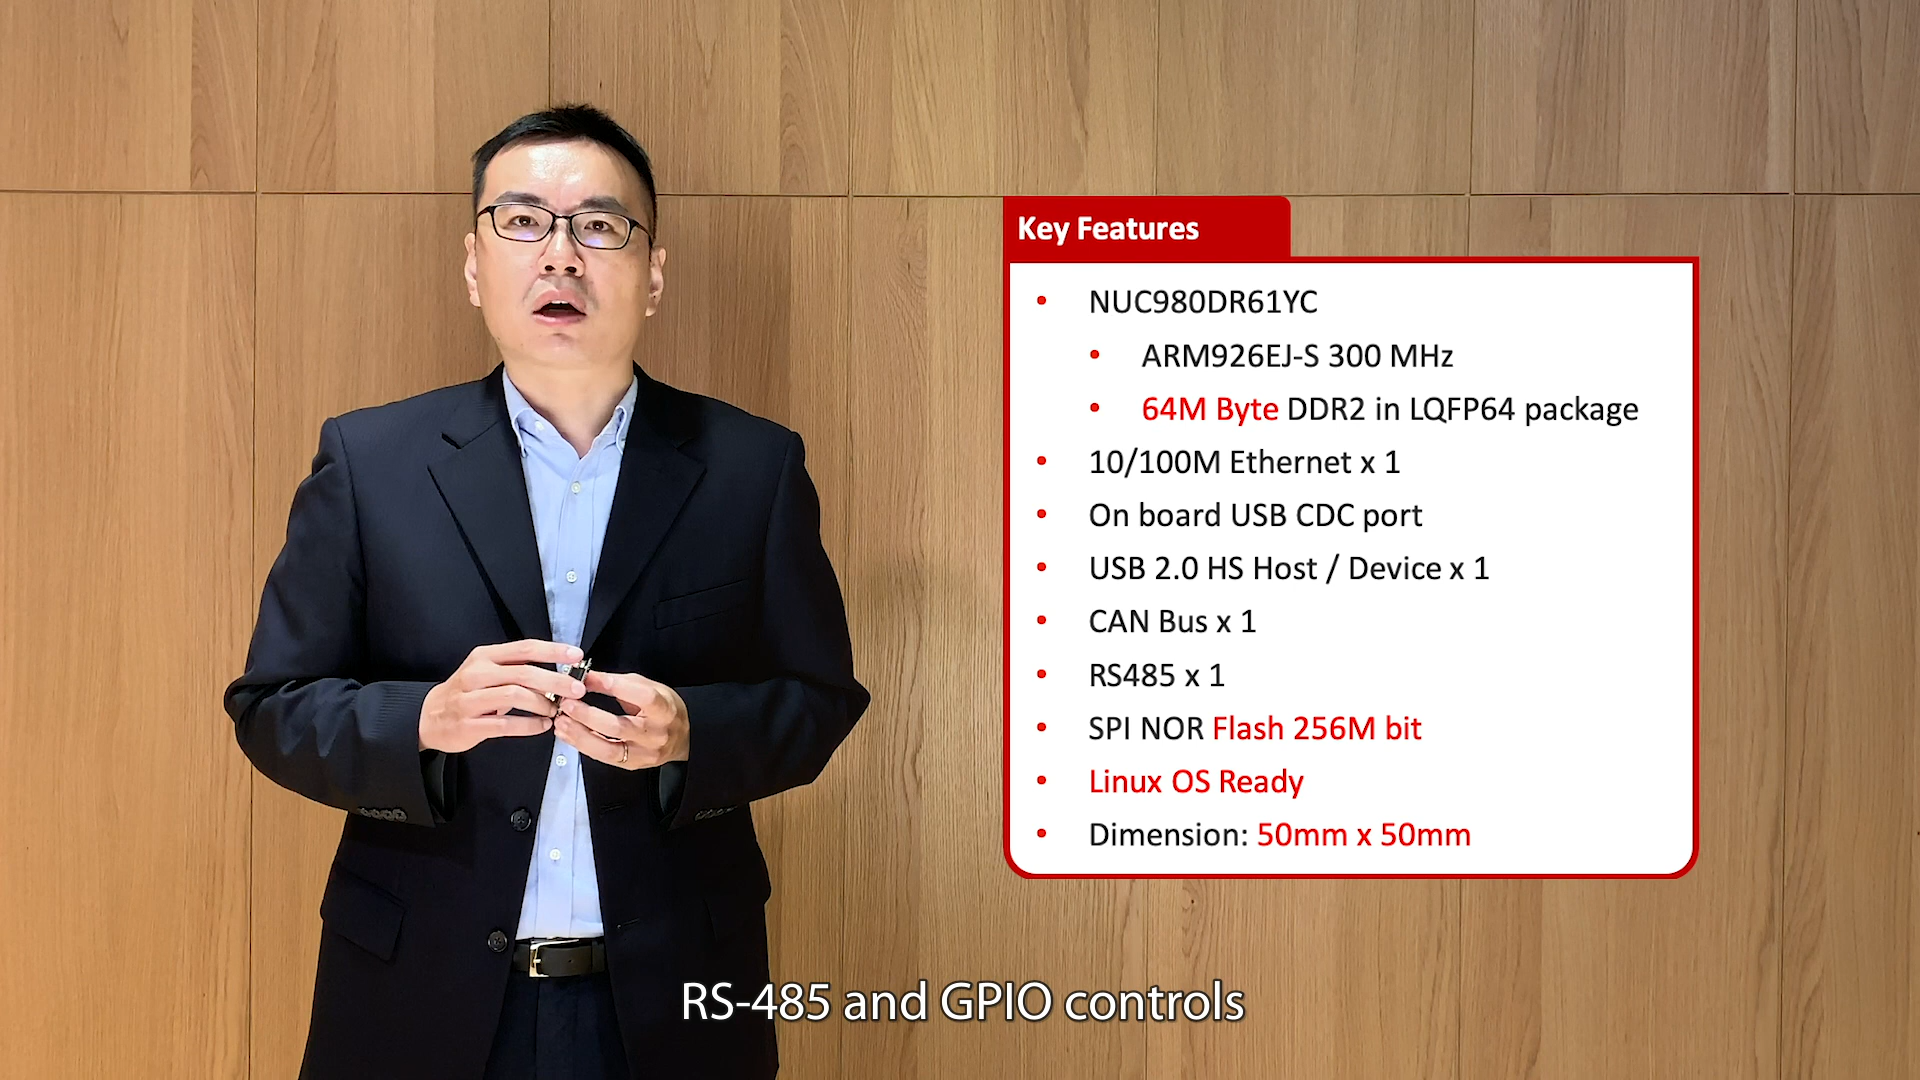 Key Features
• NUC980DR61YC
• ARM926EJ-S 300 MHz
• 64M Byte DDR2 in LQFP64 package
• 10/100M Ethernet x 1
• On board USB CDC port
• USB 2.0 HS Host / Device x 1
• CAN Bus x 1
• RS485 x 1
• SPI NOR Flash 256M bit
• Linux OS Ready
• Dimension: 50mm x 50mm
RS-485 and GPIO controls